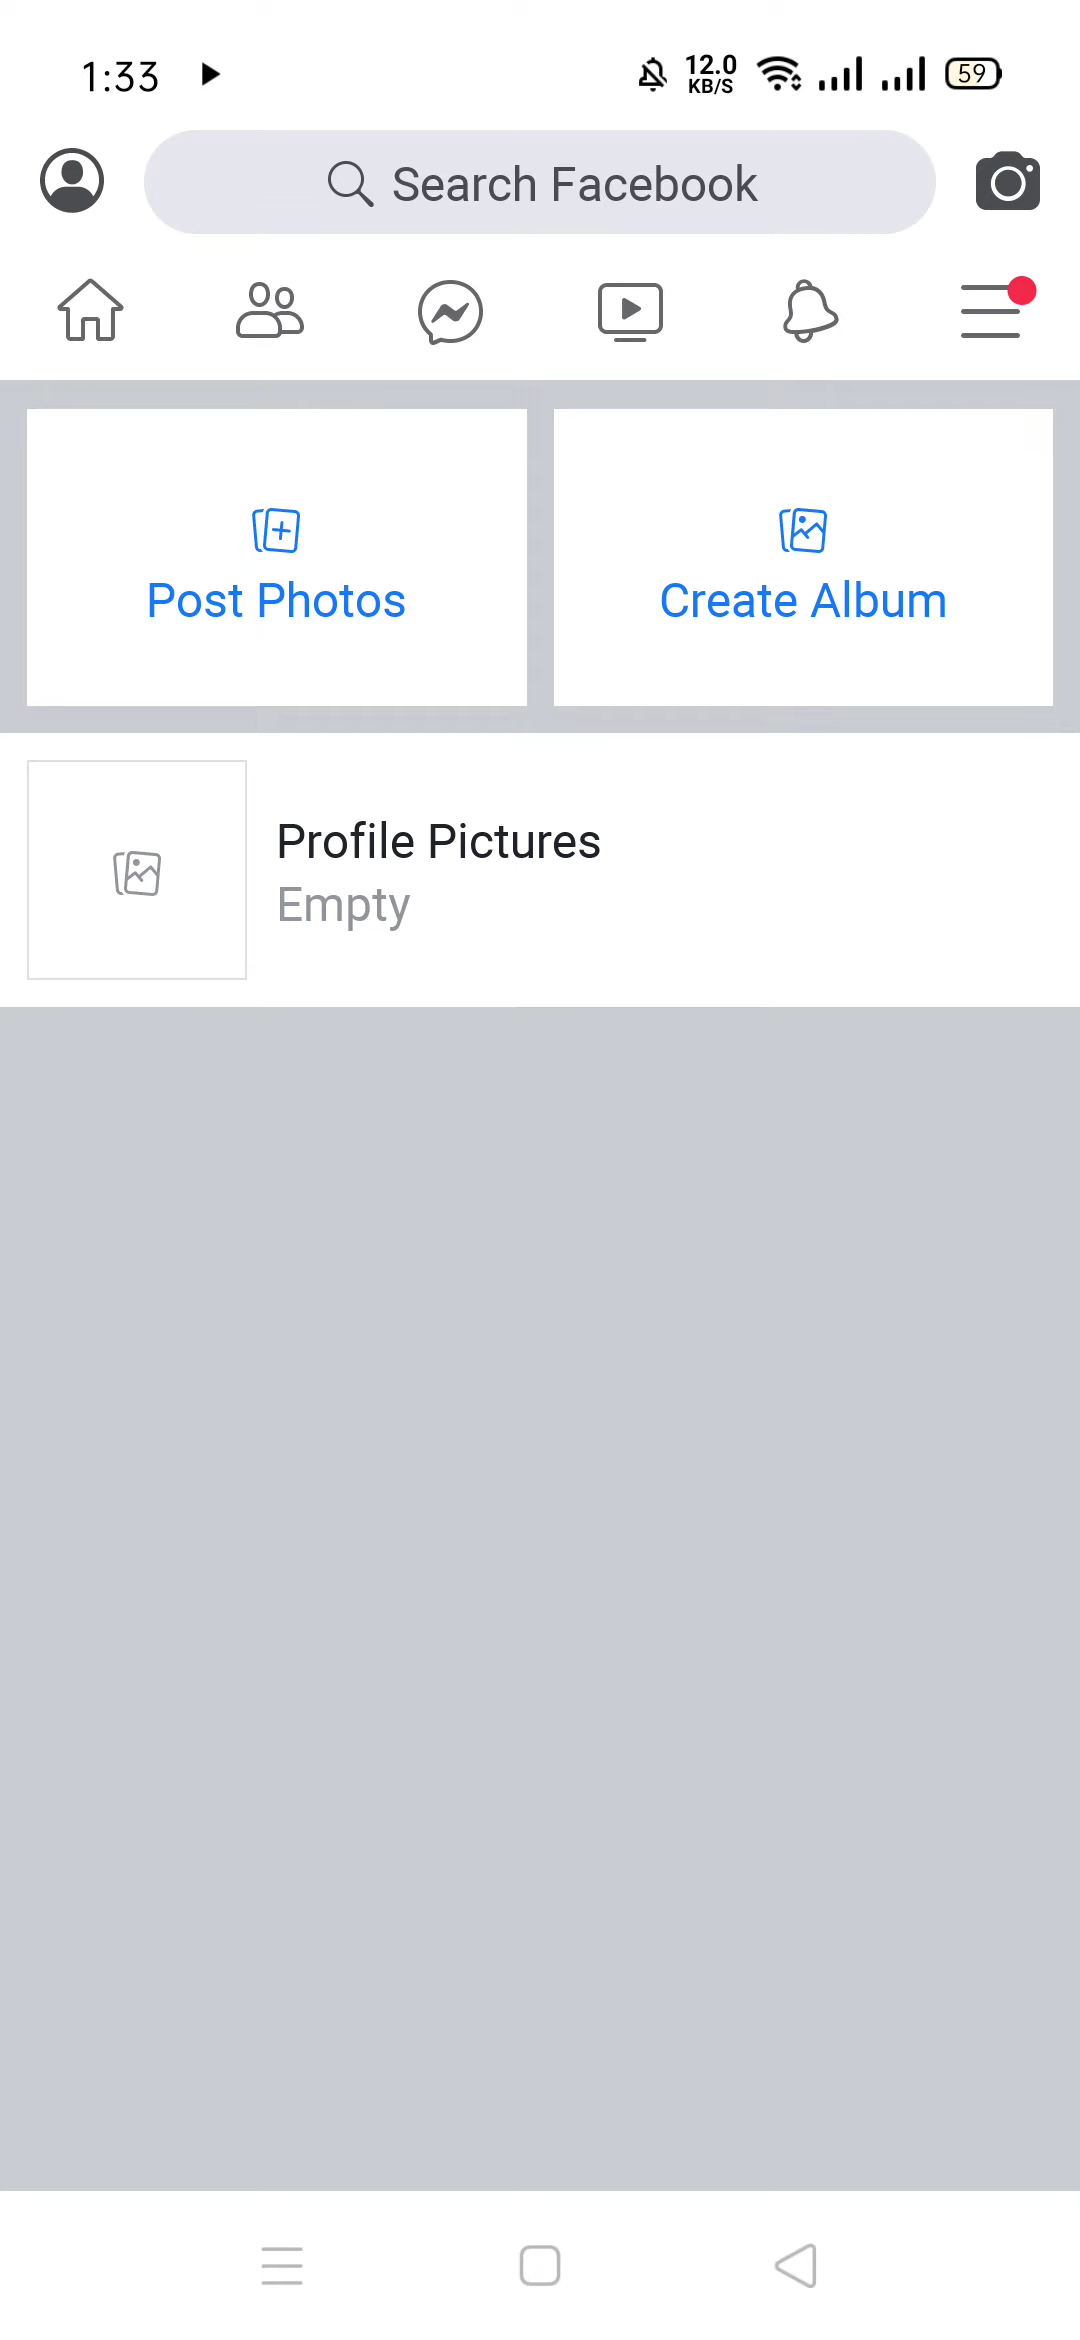 1:33
12.0
KB/S
59
Search Facebook
Post Photos
Create Album
Profile Pictures
Empty